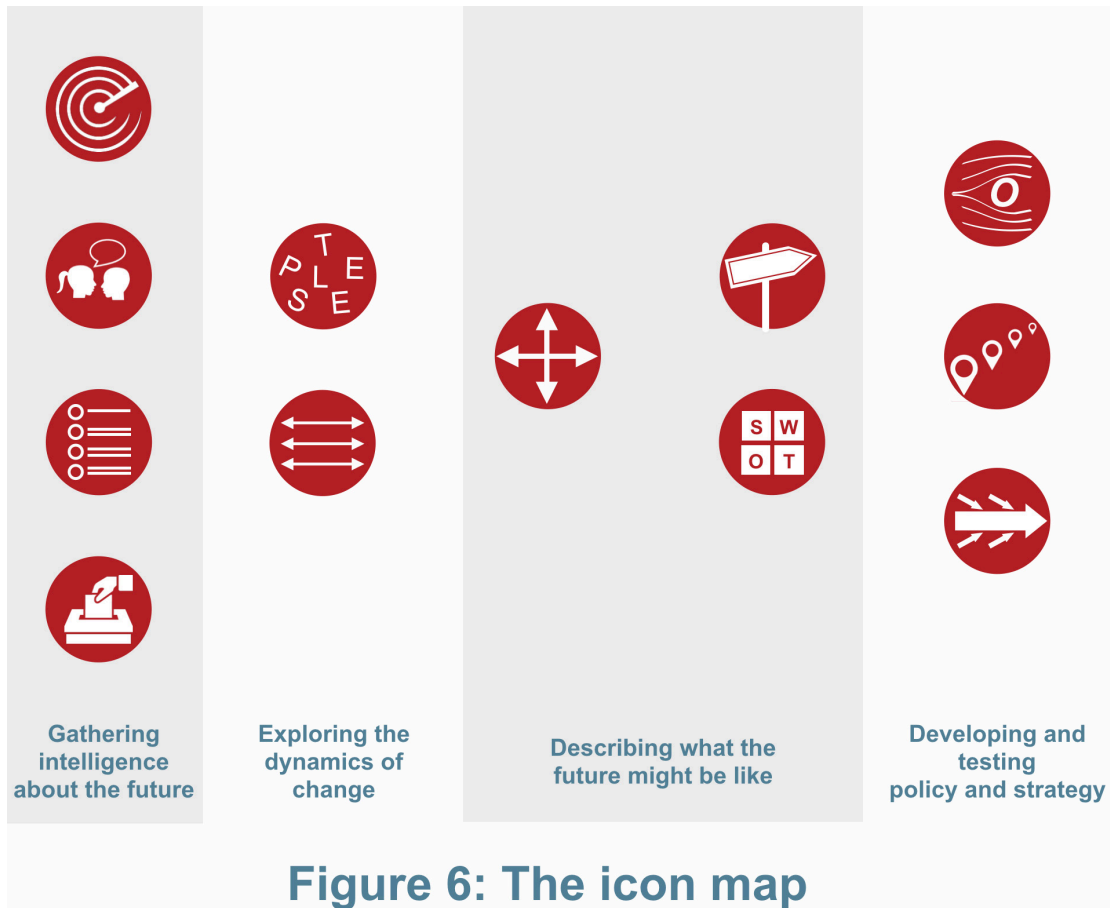 T
P
L
E
S
E
S W
O T
O
Gathering
intelligence
about the future
Exploring the
dynamics of
change
Describing what the
future might be like
Developing and
testing
policy and strategy
Figure 6: The icon map